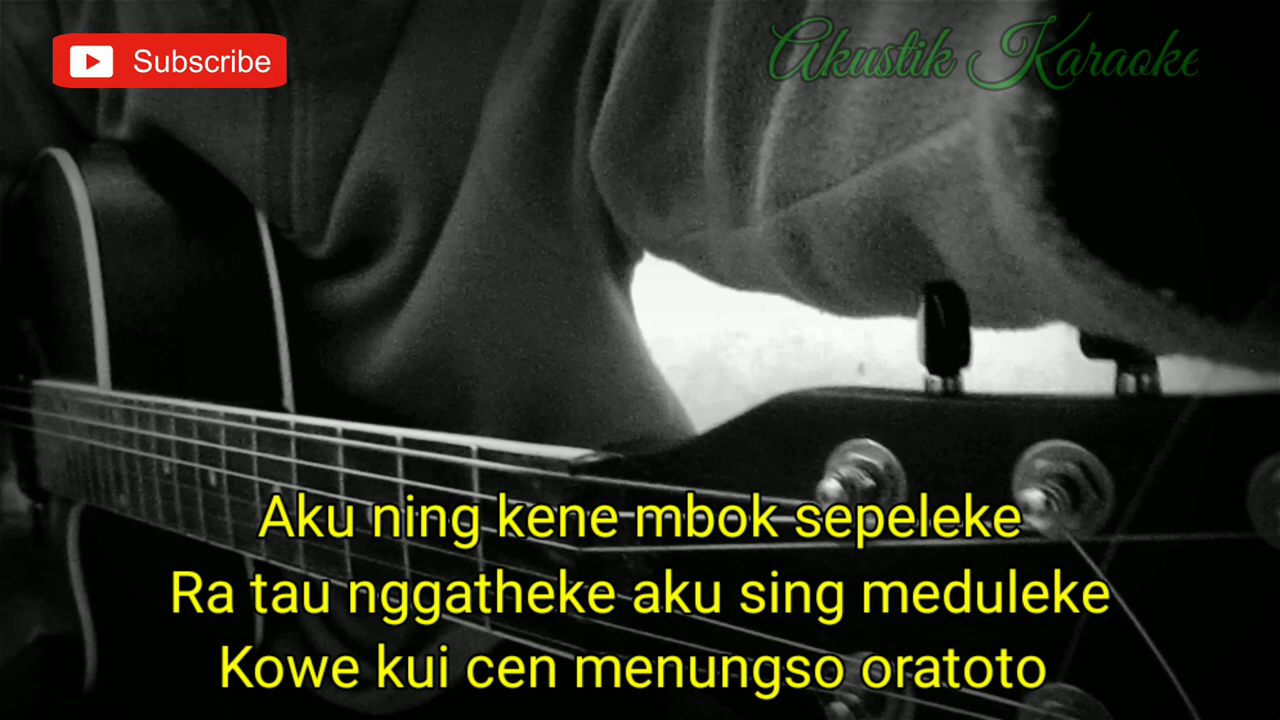 Subscribe
Akustik Karaoke
Aku ning kene mbok sepeleke
Ra tau nggatheke aku sing meduleke
Kowe kui cen menungso oratoto